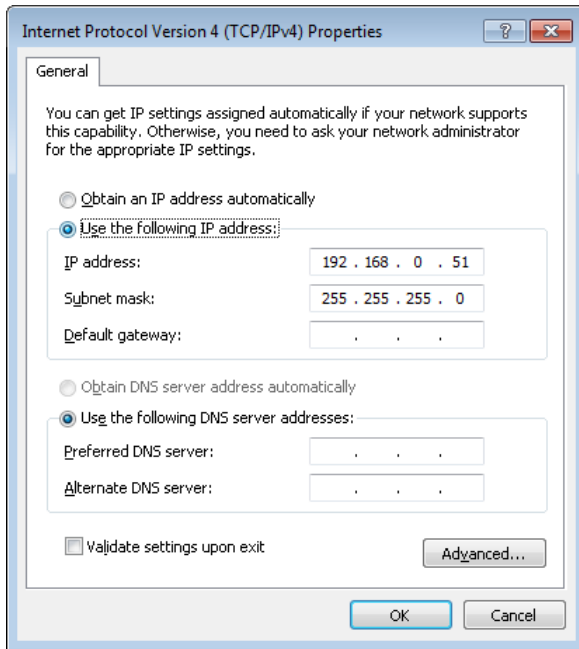 Internet Protocol Version 4 (TCP/IPv4) Properties
General
You can get IP settings assigned automatically if your network supports
this capability. Otherwise, you need to ask your network administrator
for the appropriate IP settings.
Obtain an IP address automatically
Use the following IP address:
IP address: 192 . 168 . 0 . 51
Subnet mask: 255 . 255 . 255 . 0
Default gateway: . . .
Obtain DNS server address automatically
Use the following DNS server addresses:
Preferred DNS server: . . .
Alternate DNS server: . . .
Validate settings upon exit
Advanced...
OK Cancel